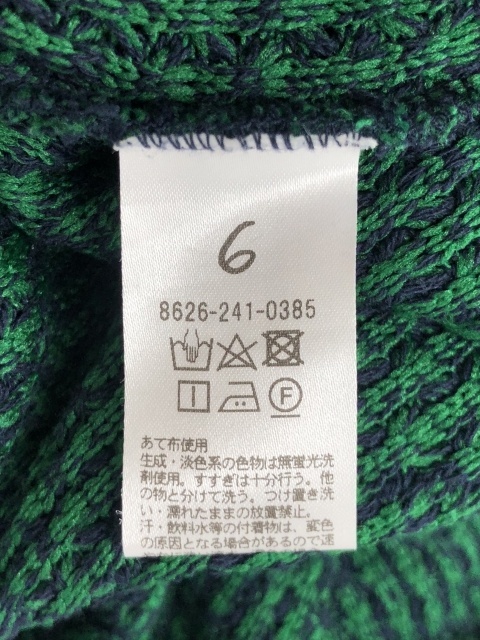 6
8626-241-0385
F
あて布使用
生成・淡色系の色物は無蛍光洗
剤使用。すすぎは十分行う。他
の物と分けて洗う。つけ置き洗
い・濡れたままの放置禁止。
汗・飲料水等の付着物は、変色
の原因となる場合があるので速